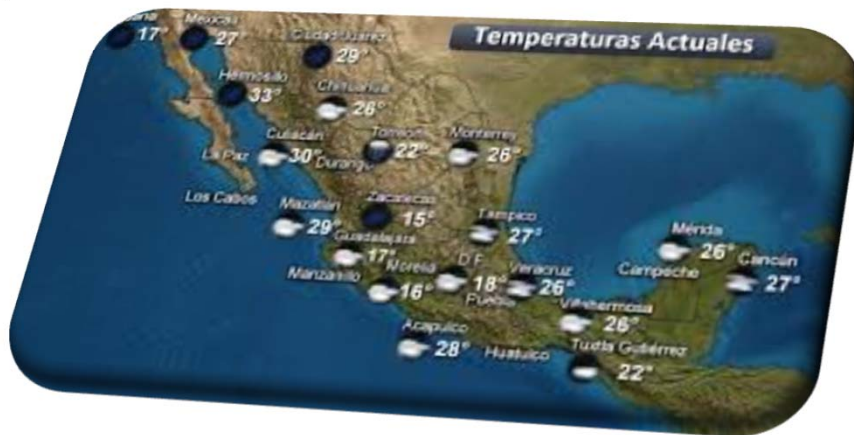 Temperaturas Actuales
17°
Mexicali
27°
Ciudad Juárez
29°
Hermosillo
33°
Chihuahua
26°
Culiacán
30°
La Paz
Durango
Torreón
22°
Monterrey
26°
Los Cabos
Mazatlán
29°
Zacatecas
15°
Tampico
27°
Guadalajara
17°
Mérida
26°
Cancún
27°
Campeche
Manzanillo
Morelia
16°
D.F.
18°
Puebla
Veracruz
26°
Villahermosa
26°
Acapulco
28°
Huatulco
Tuxtla Gutiérrez
22°